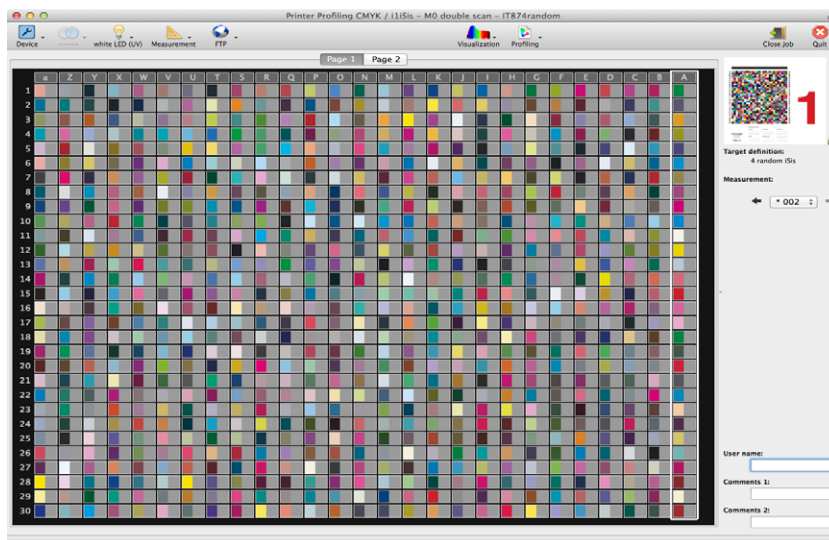 Printer Profiling CMYK / i1iSis – M0 double scan – IT874random
Device
white LED (UV)
Measurement
FTP
Visualization
Profiling
Close Job
Quit
Page 1
Page 2
a Z Y X W V U T S R Q P O N M L K J I H G F E D C B A
1
2
3
4
5
6
7
8
9
10
11
12
13
14
15
16
17
18
19
20
21
22
23
24
25
26
27
28
29
30
1
Target definition:
4 random iSis
Measurement:
* 002
User name:
Comments 1:
Comments 2: